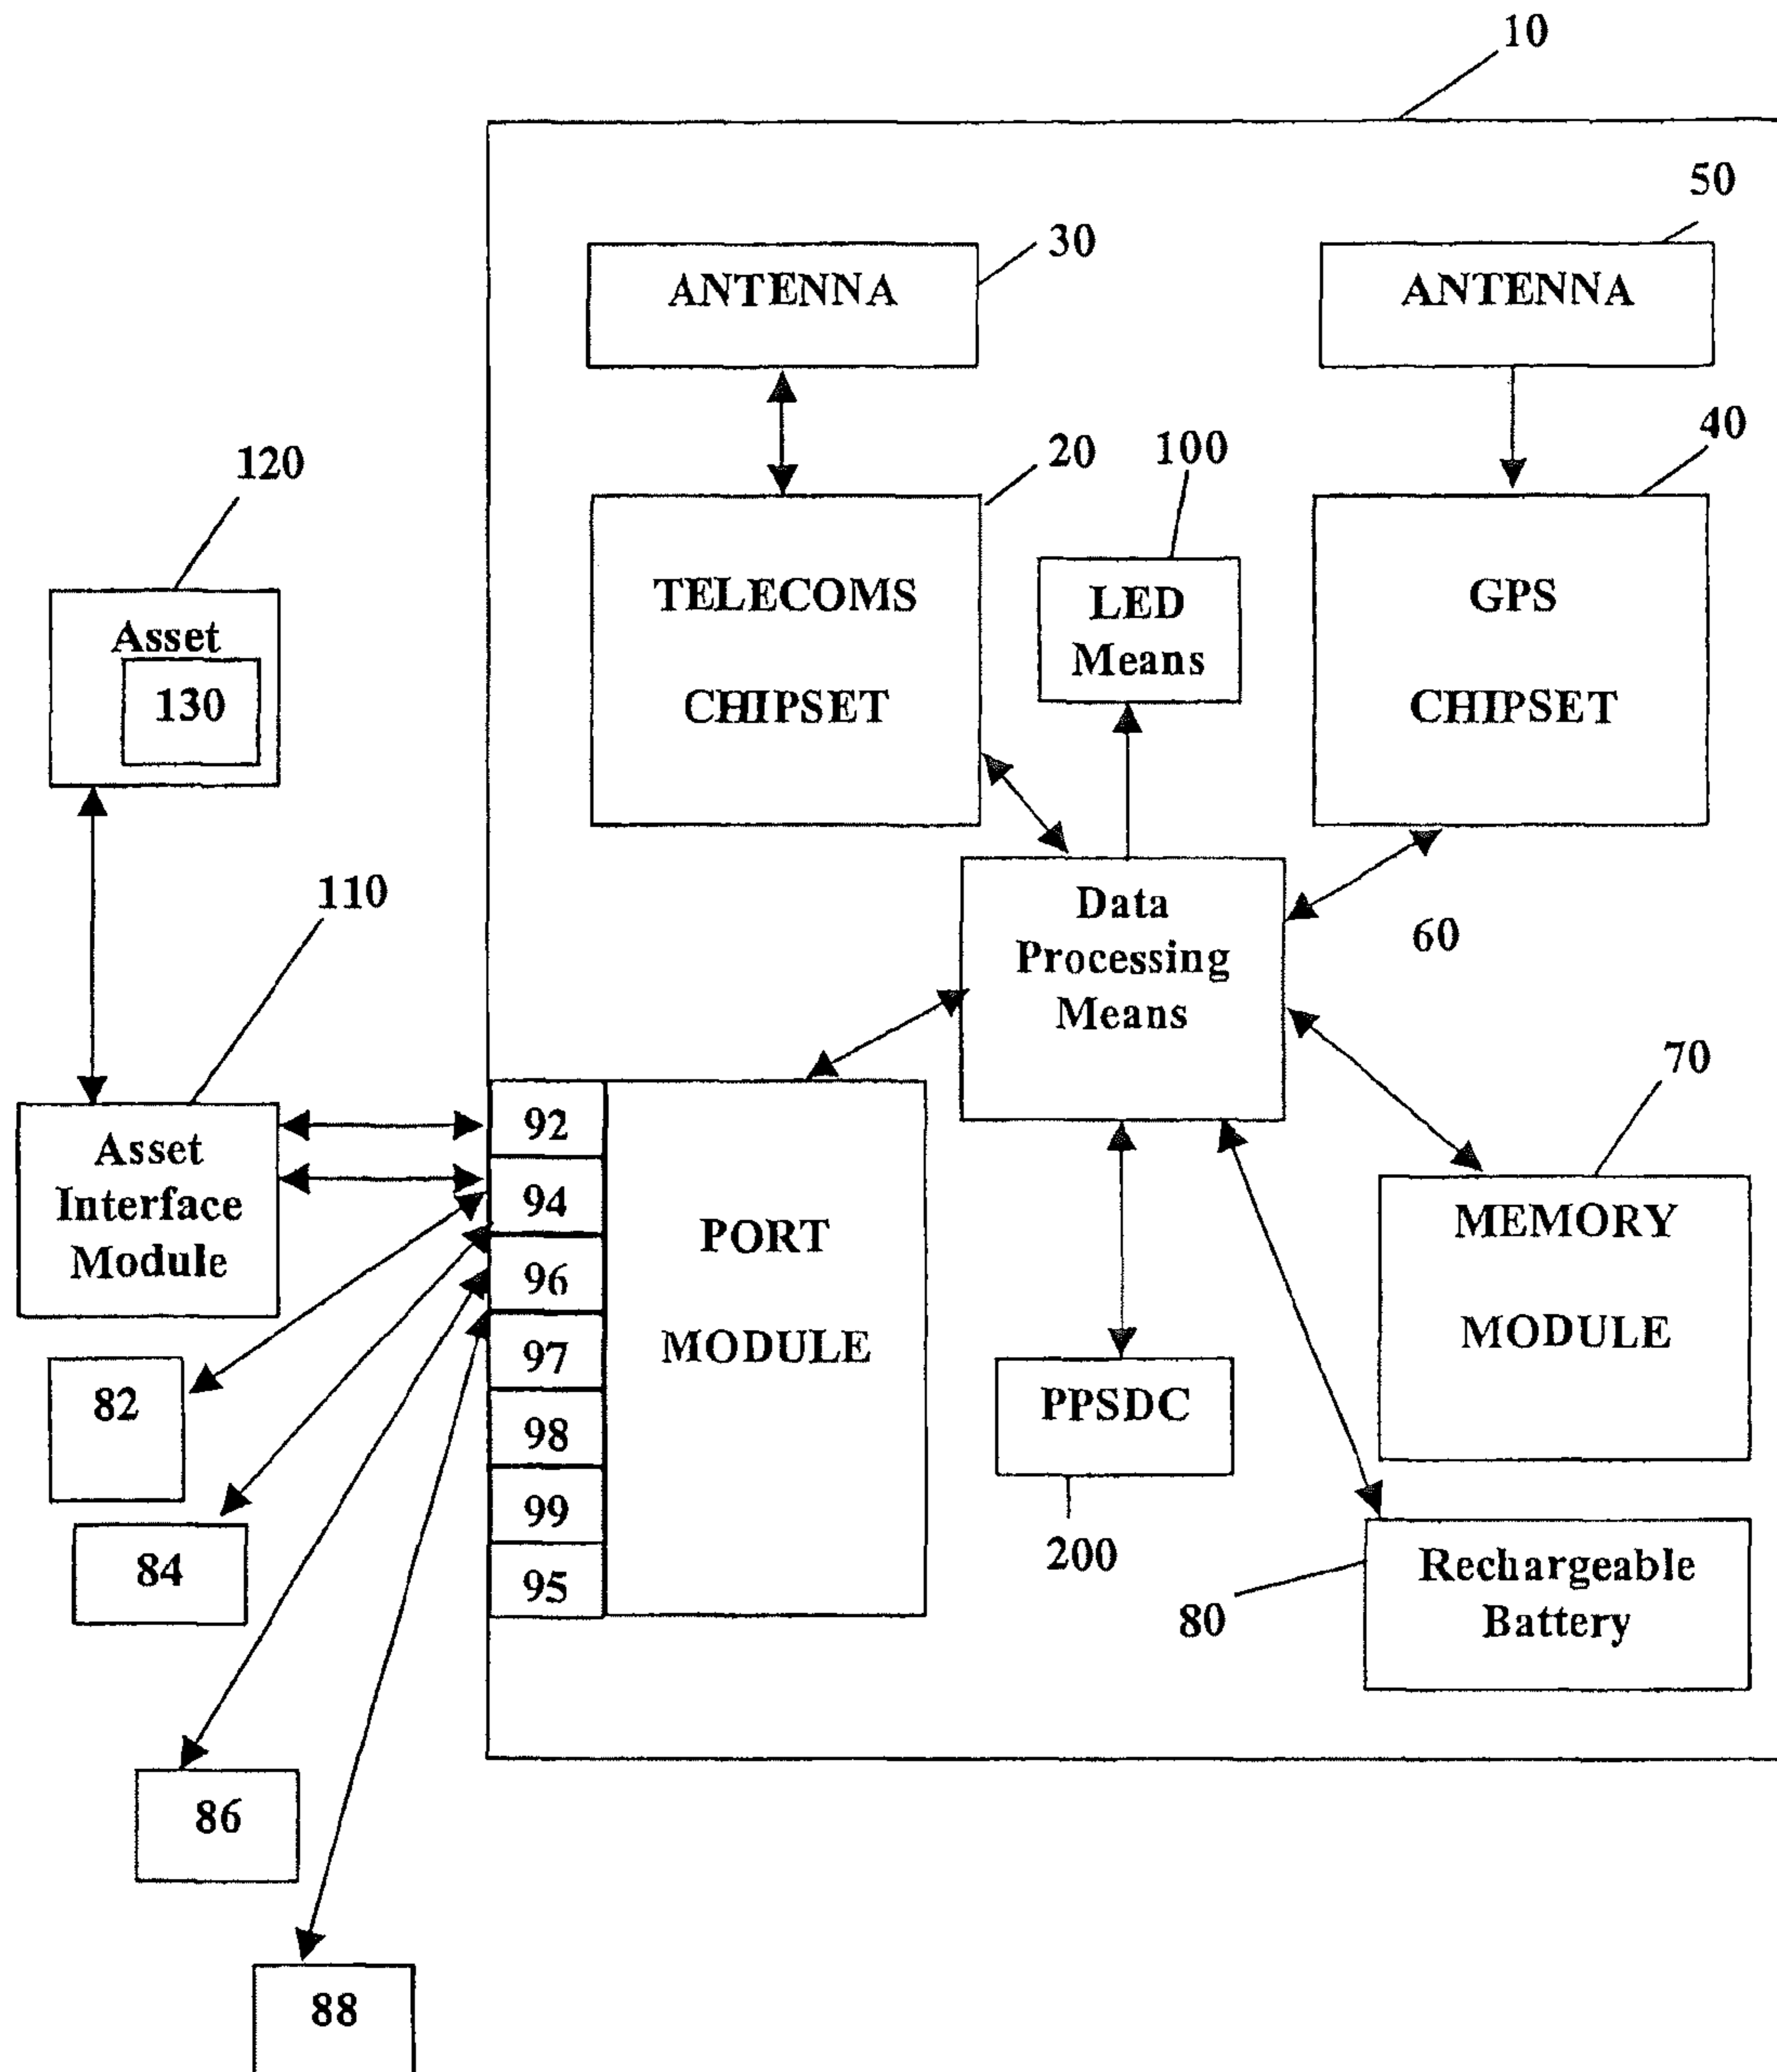 10
50
30
ANTENNA
ANTENNA
40
20
100
120
TELECOMS
CHIPSET
LED
Means
GPS
CHIPSET
Asset
130
110
Data
Processing
Means
60
70
92
94
96
97
98
99
95
Asset
Interface
Module
PORT
MODULE
MEMORY
MODULE
82
PPSDC
200
84
80
Rechargeable
Battery
86
88